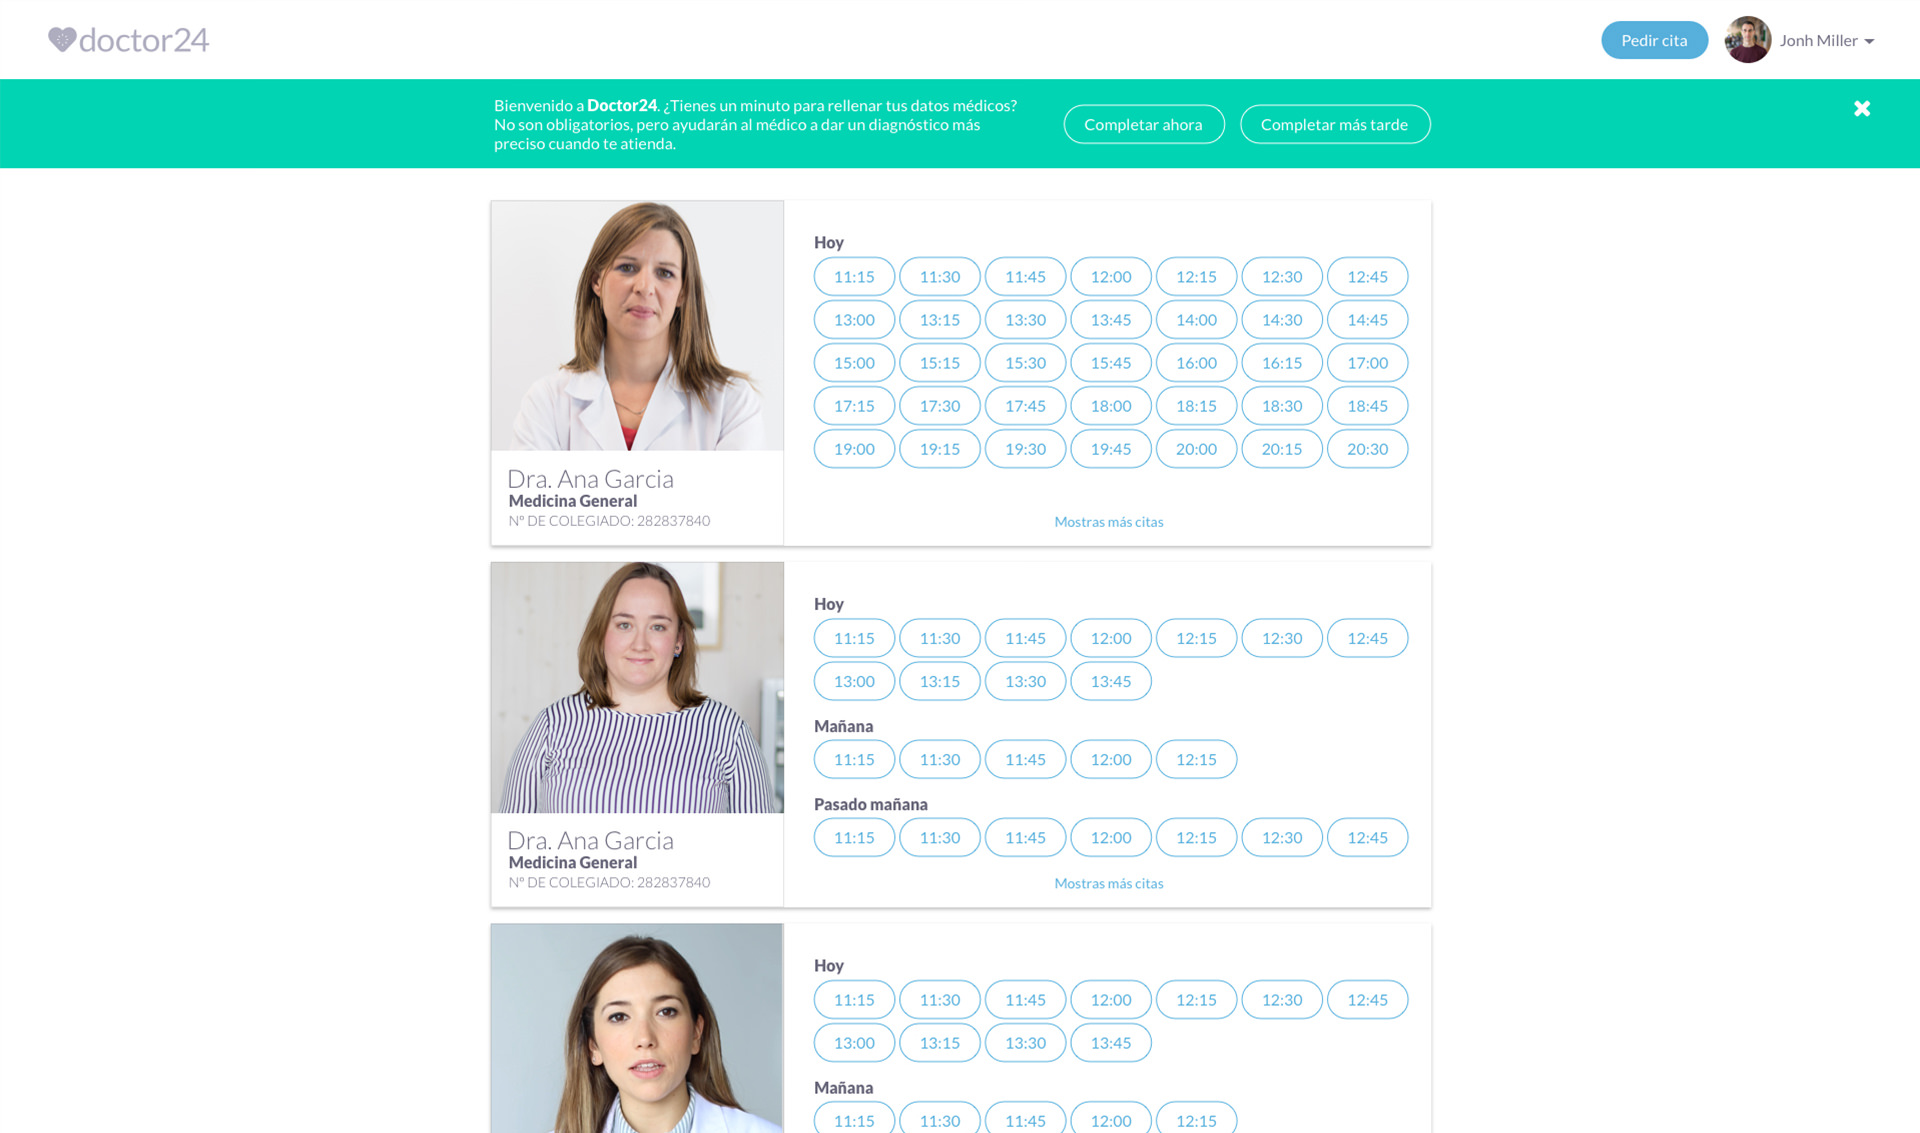 doctor24
Pedir cita
Jonh Miller
Bienvenido a Doctor24. ¿Tienes un minuto para rellenar tus datos médicos?
No son obligatorios, pero ayudarán al médico a dar un diagnóstico más
preciso cuando te atienda.
Completar ahora
Completar más tarde
Dra. Ana Garcia
Medicina General
Nº DE COLEGIADO: 282837840
Hoy
11:15 11:30 11:45 12:00 12:15 12:30 12:45
13:00 13:15 13:30 13:45 14:00 14:30 14:45
15:00 15:15 15:30 15:45 16:00 16:15 17:00
17:15 17:30 17:45 18:00 18:15 18:30 18:45
19:00 19:15 19:30 19:45 20:00 20:15 20:30
Mostras más citas
Dra. Ana Garcia
Medicina General
Nº DE COLEGIADO: 282837840
Hoy
11:15 11:30 11:45 12:00 12:15 12:30 12:45
13:00 13:15 13:30 13:45
Mañana
11:15 11:30 11:45 12:00 12:15
Pasado mañana
11:15 11:30 11:45 12:00 12:15 12:30 12:45
Mostras más citas
Hoy
11:15 11:30 11:45 12:00 12:15 12:30 12:45
13:00 13:15 13:30 13:45
Mañana
11:15 11:30 11:45 12:00 12:15